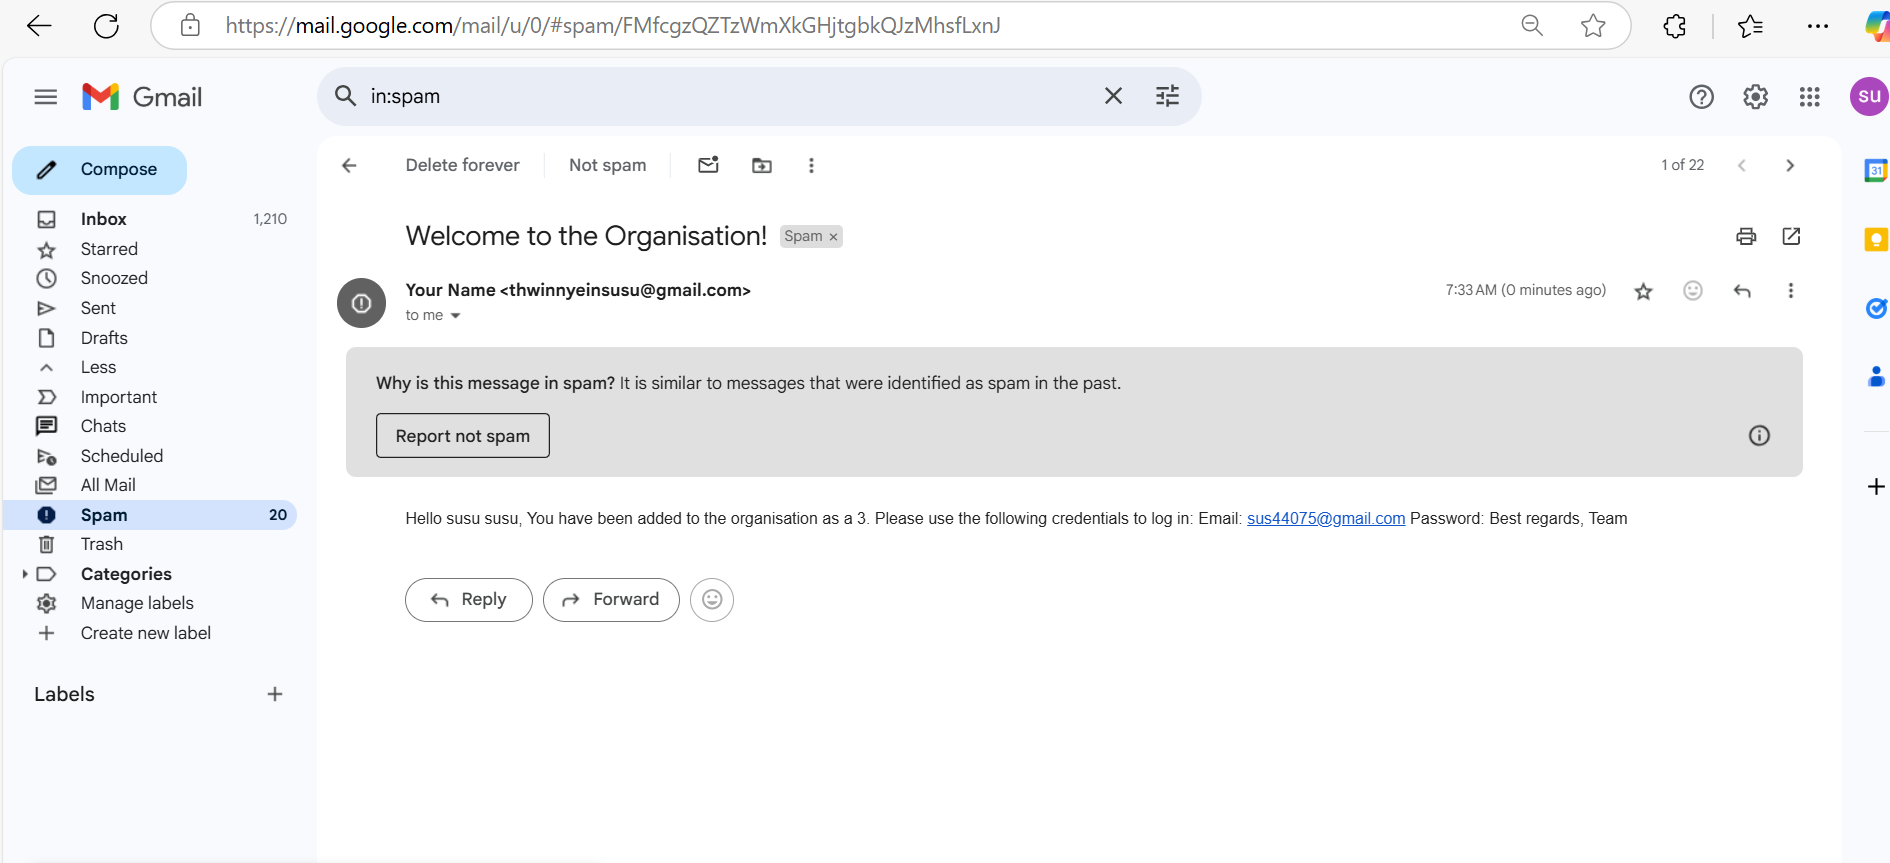 https://mail.google.com/mail/u/0/#spam/FMfcgzQZTzWmXkGHjtgbkQJzMhsfLxnJ
Gmail
in:spam
su
Compose
Delete forever
Not spam
1 of 22
31
Inbox 1,210
Starred
Snoozed
Sent
Drafts
Less
Important
Chats
Scheduled
All Mail
Spam 20
Trash
Categories
Manage labels
Create new label
Labels
Welcome to the Organisation! Spam ×
Your Name <thwinnyeinsusu@gmail.com>
7:33 AM (0 minutes ago)
to me
Why is this message in spam? It is similar to messages that were identified as spam in the past.
Report not spam
Hello susu susu, You have been added to the organisation as a 3. Please use the following credentials to log in: Email: sus44075@gmail.com Password: Best regards, Team
Reply
Forward